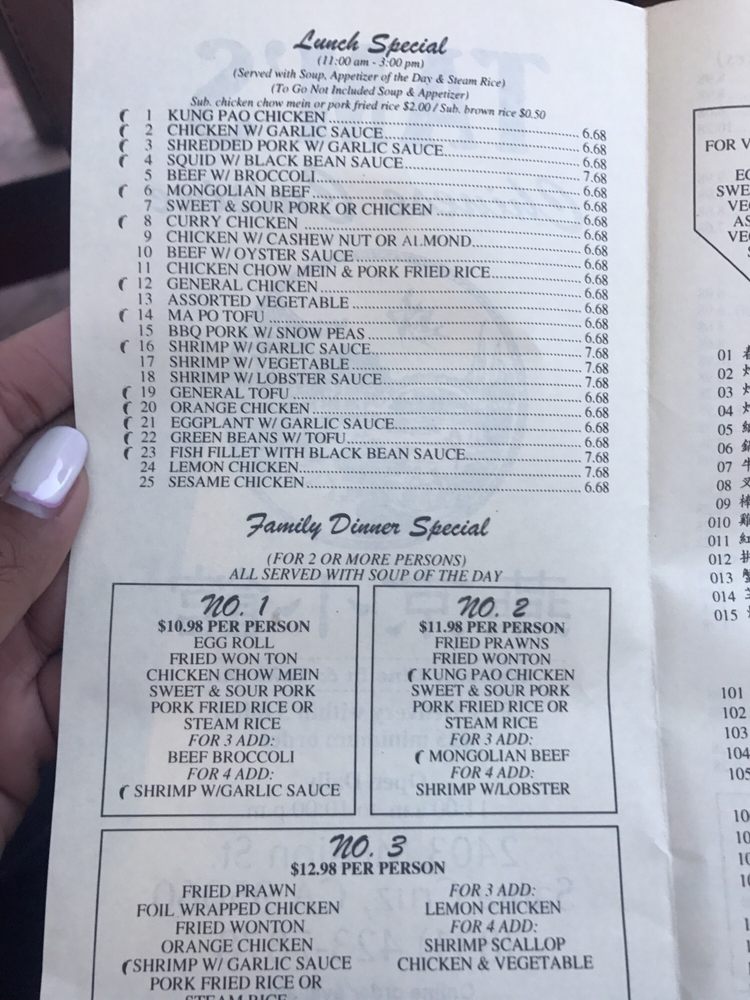 Lunch Special
(11:00 am - 3:00 pm)
(Served with Soup, Appetizer of the Day & Steam Rice)
(To Go Not Included Soup & Appetizer)
Sub. chicken chow mein or pork fried rice $2.00 / Sub. brown rice $0.50
1 KUNG PAO CHICKEN 6.68
2 CHICKEN W/ GARLIC SAUCE 6.68
3 SHREDDED PORK W/ GARLIC SAUCE 6.68
4 SQUID W/ BLACK BEAN SAUCE 7.68
5 BEEF W/ BROCCOLI 6.68
6 MONGOLIAN BEEF 6.68
7 SWEET & SOUR PORK OR CHICKEN 6.68
8 CURRY CHICKEN 6.68
9 CHICKEN W/ CASHEW NUT OR ALMOND 6.68
10 BEEF W/ OYSTER SAUCE 6.68
11 CHICKEN CHOW MEIN & PORK FRIED RICE 6.68
12 GENERAL CHICKEN 6.68
13 ASSORTED VEGETABLE 6.68
14 MA PO TOFU 6.68
15 BBQ PORK W/ SNOW PEAS 6.68
16 SHRIMP W/ GARLIC SAUCE 7.68
17 SHRIMP W/ VEGETABLE 7.68
18 SHRIMP W/ LOBSTER SAUCE 7.68
19 GENERAL TOFU 6.68
20 ORANGE CHICKEN 6.68
21 EGGPLANT W/ GARLIC SAUCE 6.68
22 GREEN BEANS W/ TOFU 6.68
23 FISH FILLET WITH BLACK BEAN SAUCE 7.68
24 LEMON CHICKEN 7.68
25 SESAME CHICKEN 6.68
Family Dinner Special
(FOR 2 OR MORE PERSONS)
ALL SERVED WITH SOUP OF THE DAY
NO. 1
$10.98 PER PERSON
EGG ROLL
FRIED WON TON
CHICKEN CHOW MEIN
SWEET & SOUR PORK
PORK FRIED RICE OR
STEAM RICE
FOR 3 ADD:
BEEF BROCCOLI
FOR 4 ADD:
SHRIMP W/GARLIC SAUCE
NO. 2
$11.98 PER PERSON
FRIED PRAWNS
FRIED WONTON
KUNG PAO CHICKEN
SWEET & SOUR PORK
PORK FRIED RICE OR
STEAM RICE
FOR 3 ADD:
MONGOLIAN BEEF
FOR 4 ADD:
SHRIMP W/LOBSTER
NO. 3
$12.98 PER PERSON
FRIED PRAWN
FOIL WRAPPED CHICKEN
FRIED WONTON
ORANGE CHICKEN
SHRIMP W/ GARLIC SAUCE
PORK FRIED RICE OR
STEAM RICE
FOR 3 ADD:
LEMON CHICKEN
FOR 4 ADD:
SHRIMP SCALLOP
CHICKEN & VEGETABLE
FOR
01
02
03
04
05
06
07
08
09
010
011
012
013
014
015
101
102
103
104
105